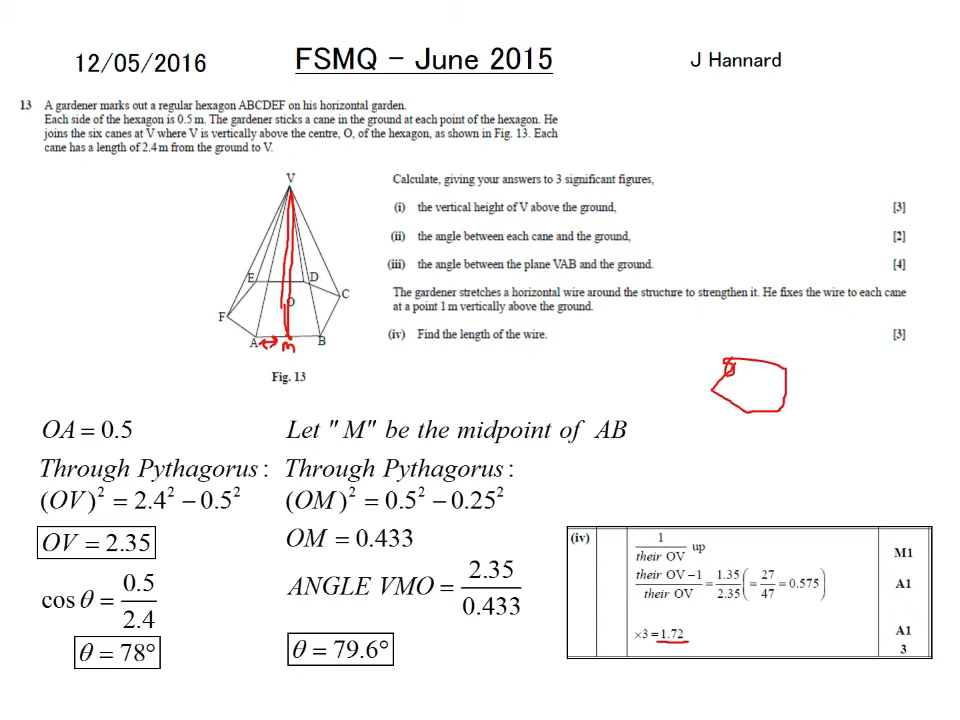 12/05/2016
FSMQ – June 2015
J Hannard
13 A gardener marks out a regular hexagon ABCDEF on his horizontal garden.
Each side of the hexagon is 0.5 m. The gardener sticks a cane in the ground at each point of the hexagon. He
joins the six canes at V where V is vertically above the centre, O, of the hexagon, as shown in Fig. 13. Each
cane has a length of 2.4 m from the ground to V.
V
E
D
C
O
F
A
M
B
Fig. 13
Calculate, giving your answers to 3 significant figures,
(i) the vertical height of V above the ground, [3]
(ii) the angle between each cane and the ground, [2]
(iii) the angle between the plane VAB and the ground. [4]
The gardener stretches a horizontal wire around the structure to strengthen it. He fixes the wire to each cane
at a point 1 m vertically above the ground.
(iv) Find the length of the wire. [3]
OA = 0.5
Through Pythagorus :
(OV)² = 2.4² − 0.5²
OV = 2.35
cos θ = 0.5/2.4
θ = 78°
Let "M" be the midpoint of AB
Through Pythagorus :
(OM)² = 0.5² − 0.25²
OM = 0.433
ANGLE VMO = 2.35/0.433
θ = 79.6°
(iv) 1/their OV up M1
their OV − 1/their OV = 1.35/2.35 (= 27/47 = 0.575) A1
×3 = 1.72 A1
3